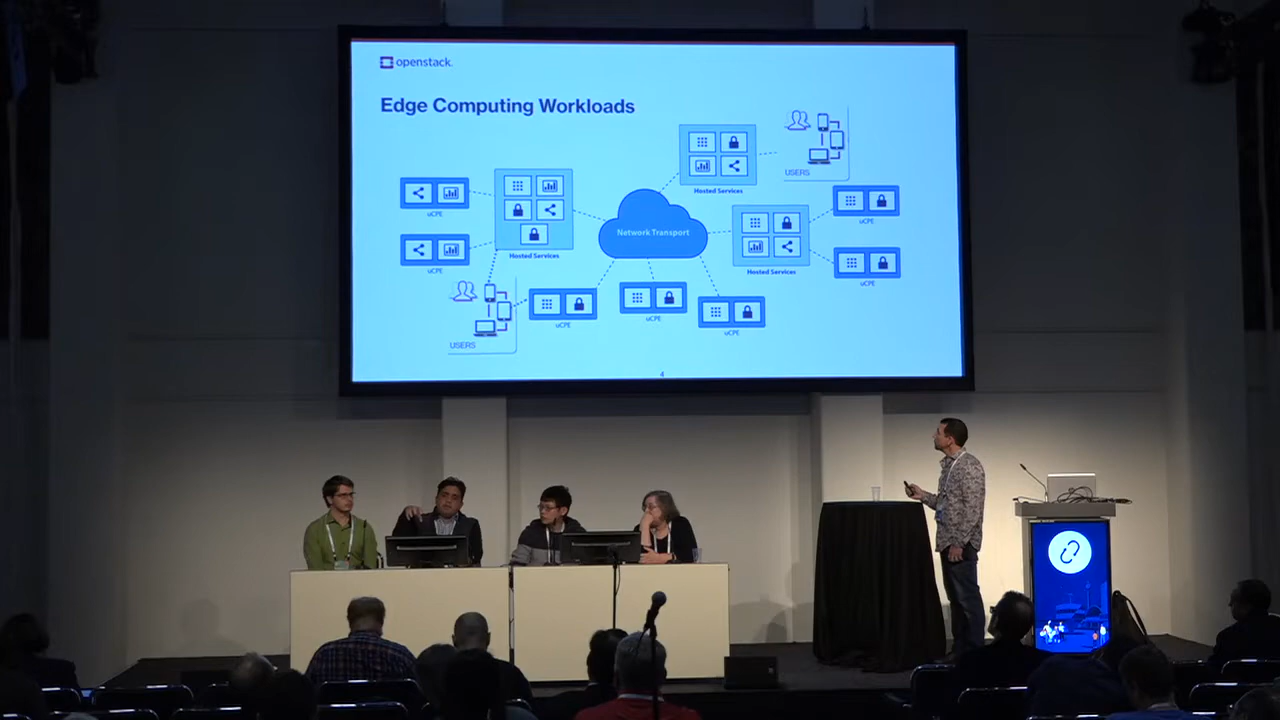 openstack.
Edge Computing Workloads
USERS
Hosted Services
uCPE
uCPE
Network Transport
Hosted Services
uCPE
Hosted Services
uCPE
uCPE
uCPE
uCPE
USERS
4